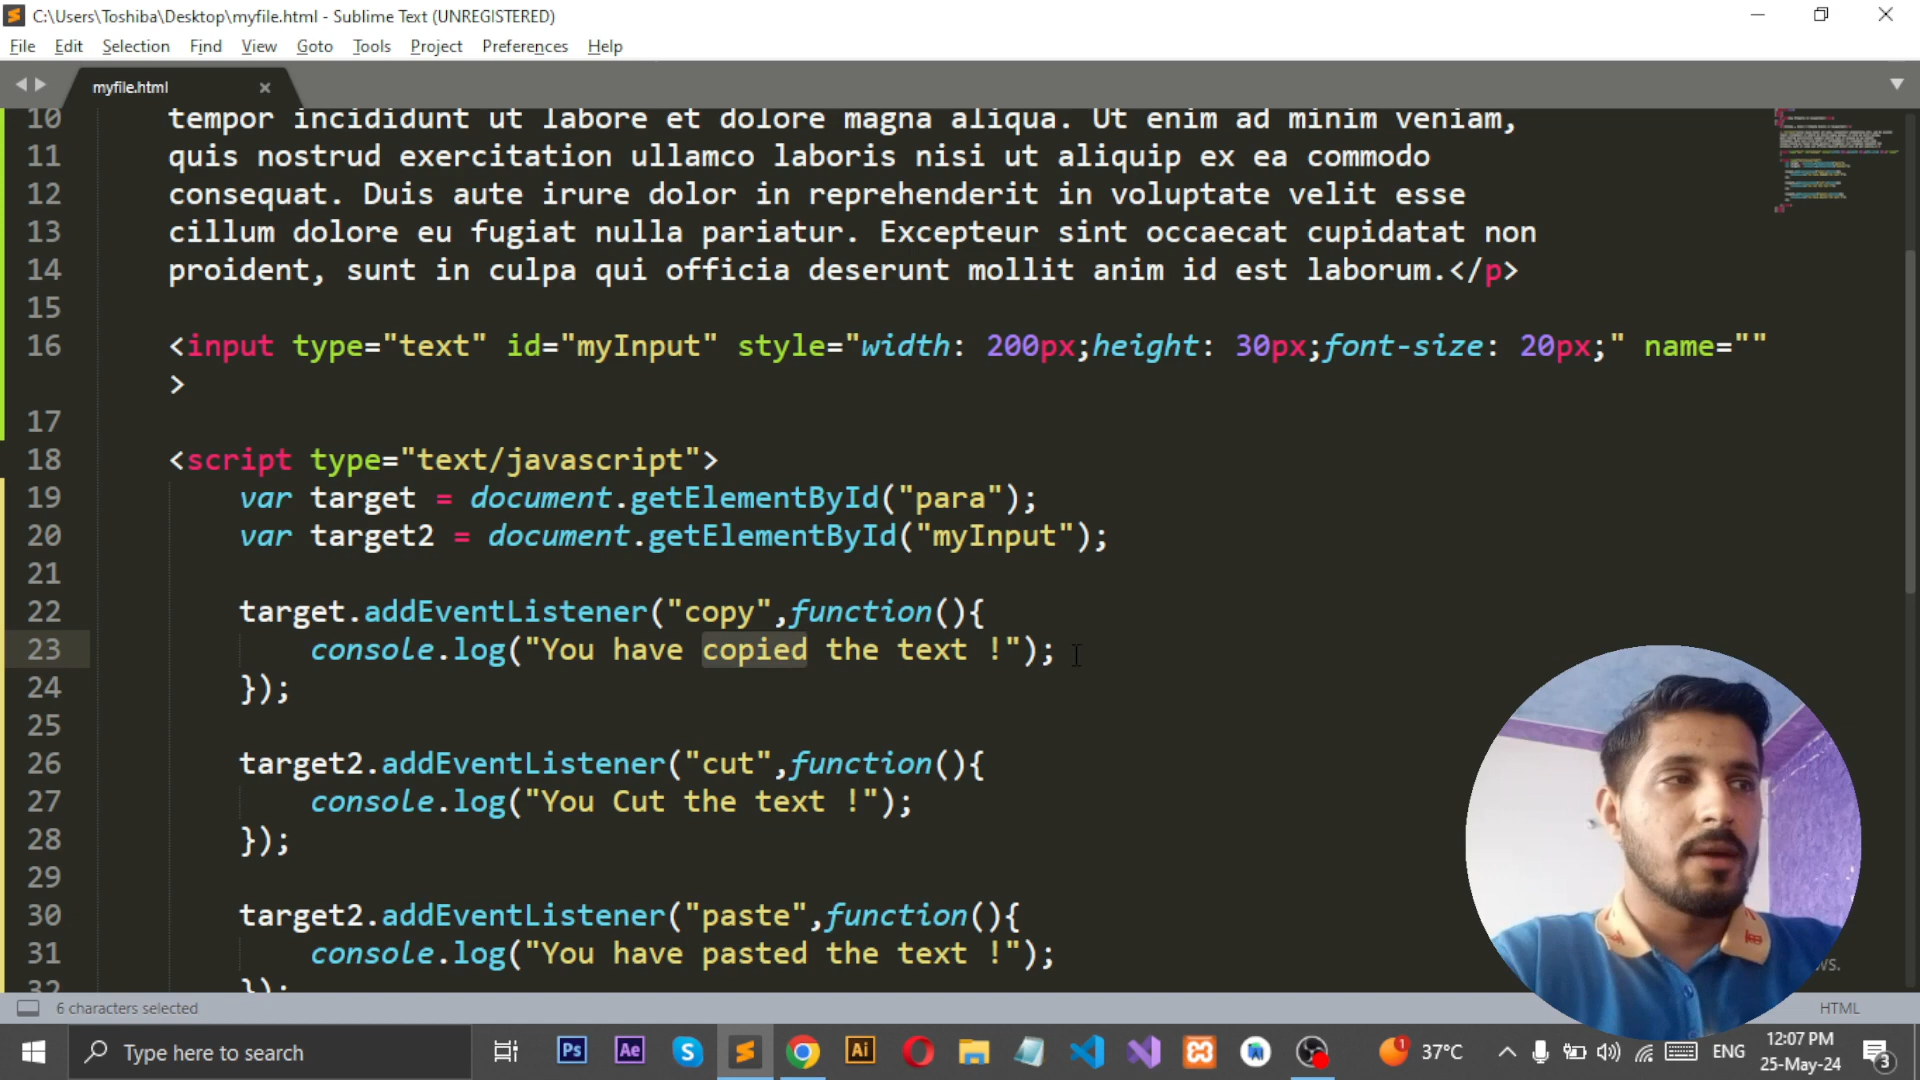 C:\Users\Toshiba\Desktop\myfile.html - Sublime Text (UNREGISTERED)
File Edit Selection Find View Goto Tools Project Preferences Help
myfile.html
10 tempor incididunt ut labore et dolore magna aliqua. Ut enim ad minim veniam,
11 quis nostrud exercitation ullamco laboris nisi ut aliquip ex ea commodo
12 consequat. Duis aute irure dolor in reprehenderit in voluptate velit esse
13 cillum dolore eu fugiat nulla pariatur. Excepteur sint occaecat cupidatat non
14 proident, sunt in culpa qui officia deserunt mollit anim id est laborum.</p>
15
16 <input type="text" id="myInput" style="width: 200px;height: 30px;font-size: 20px;" name=""
>
17
18 <script type="text/javascript">
19 var target = document.getElementById("para");
20 var target2 = document.getElementById("myInput");
21
22 target.addEventListener("copy",function(){
23 console.log("You have copied the text !");
24 });
25
26 target2.addEventListener("cut",function(){
27 console.log("You Cut the text !");
28 });
29
30 target2.addEventListener("paste",function(){
31 console.log("You have pasted the text !");
32 });
6 characters selected
HTML
Type here to search
Ps
Ae
Ai
1
37°C
ENG
12:07 PM
25-May-24
3